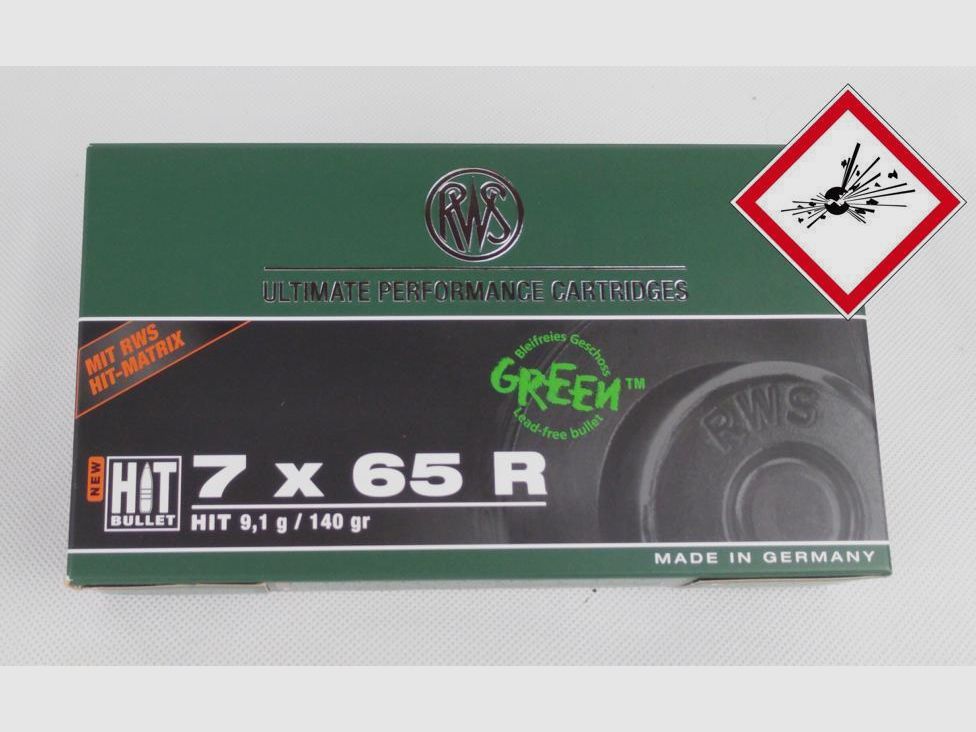 RWS
ULTIMATE PERFORMANCE CARTRIDGES
MIT RWS
HIT-MATRIX
Bleifreies Geschoss
GREEN™
Lead-free bullet
RWS
NEW
HIT
BULLET
7 x 65 R
HIT 9,1 g / 140 gr
MADE IN GERMANY